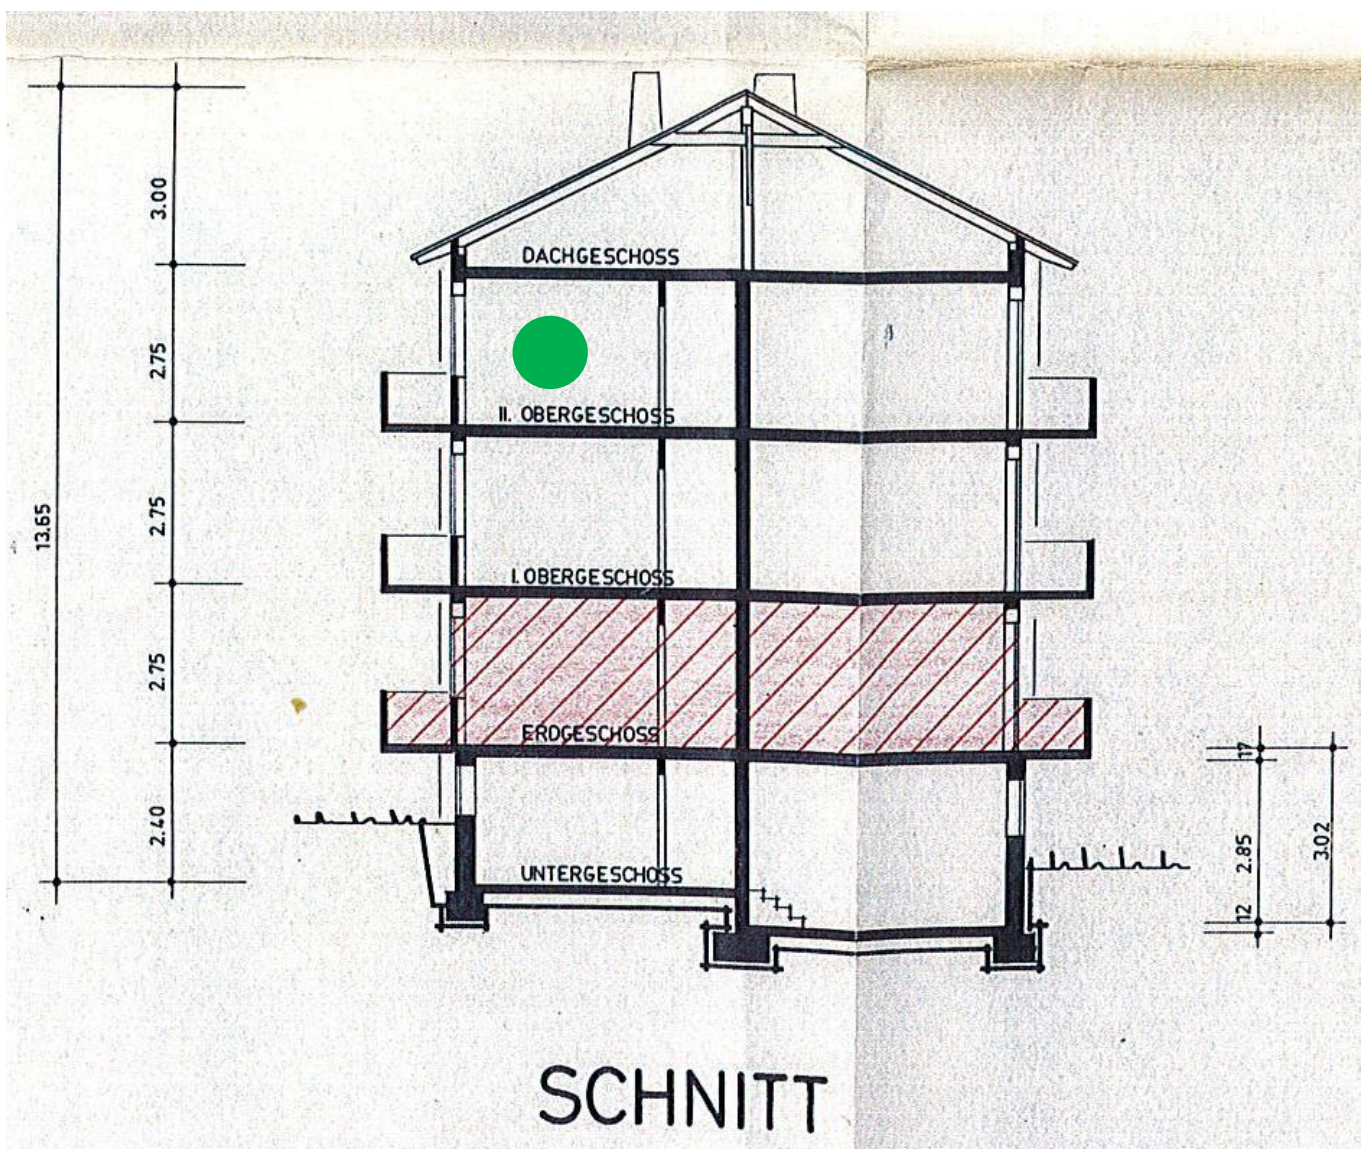 3.00
DACHGESCHOSS
2.75
II. OBERGESCHOSS
13.65
2.75
I. OBERGESCHOSS
2.75
ERDGESCHOSS
17
2.40
2.85
3.02
UNTERGESCHOSS
12
SCHNITT